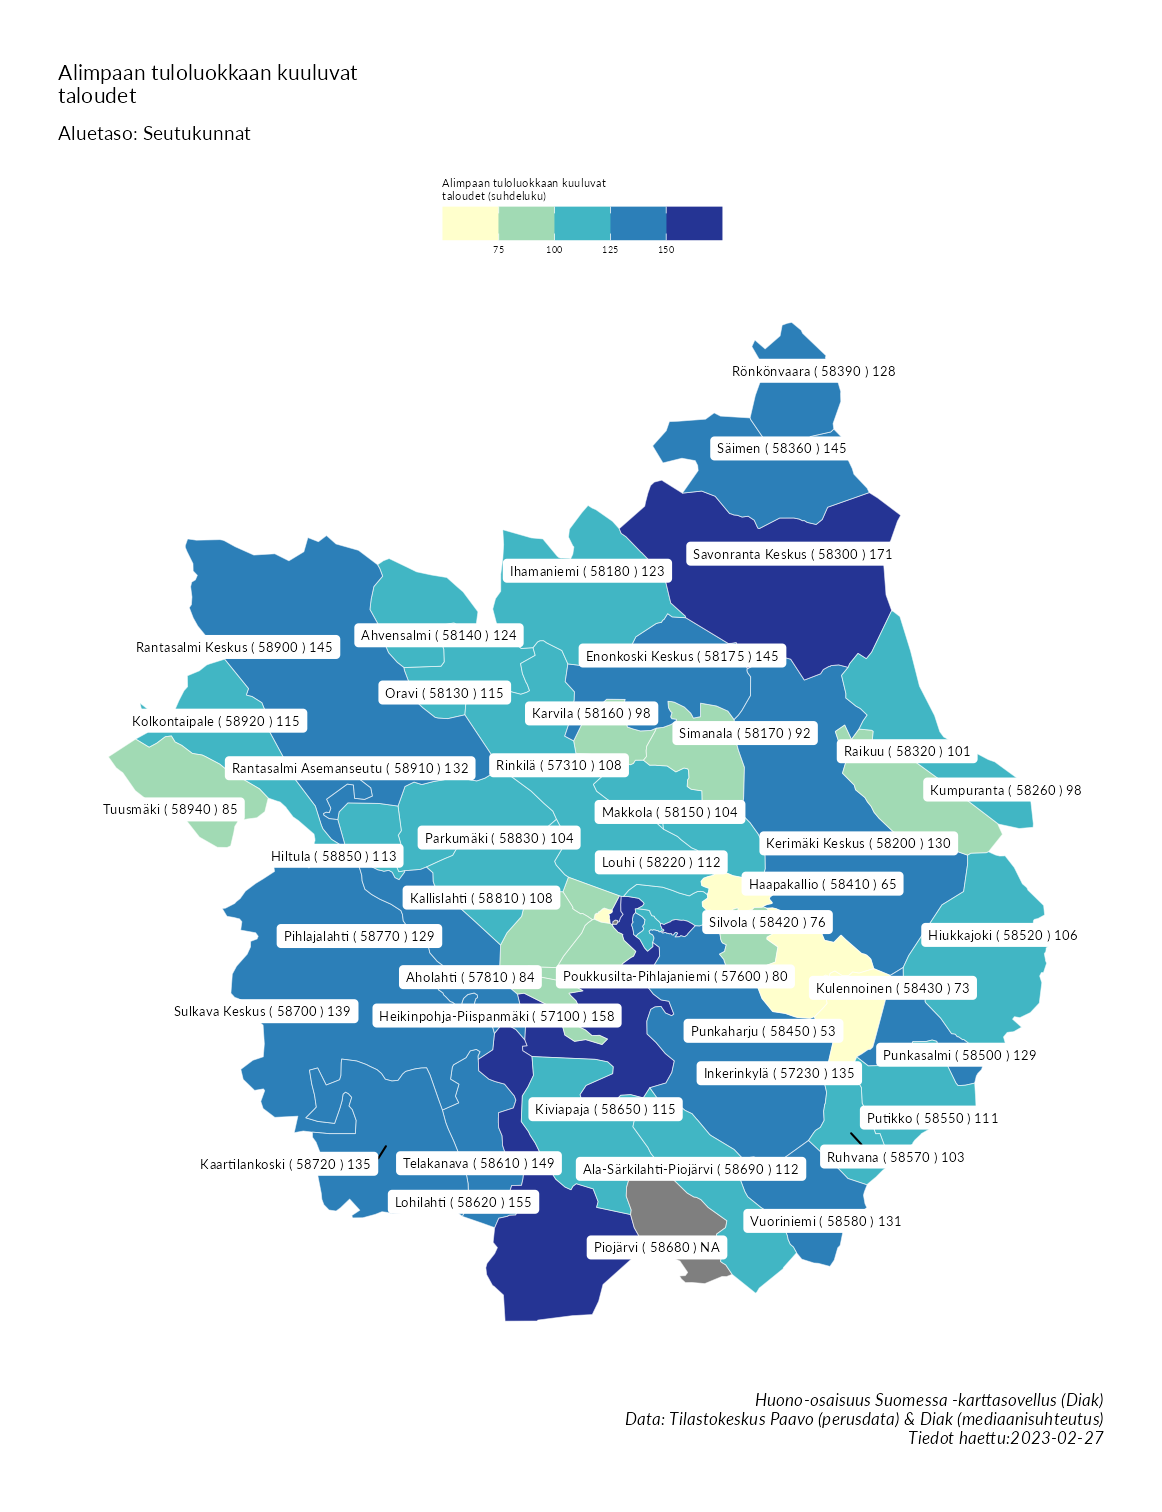 Alimpaan tuloluokkaan kuuluvat
taloudet
Aluetaso: Seutukunnat
Alimpaan tuloluokkaan kuuluvat
taloudet (suhdeluku)
75 100 125 150
Rönkönvaara ( 58390 ) 128
Säimen ( 58360 ) 145
Savonranta Keskus ( 58300 ) 171
Ihamaniemi ( 58180 ) 123
Ahvensalmi ( 58140 ) 124
Rantasalmi Keskus ( 58900 ) 145
Enonkoski Keskus ( 58175 ) 145
Oravi ( 58130 ) 115
Karvila ( 58160 ) 98
Kolkontaipale ( 58920 ) 115
Simanala ( 58170 ) 92
Raikuu ( 58320 ) 101
Rantasalmi Asemanseutu ( 58910 ) 132
Rinkilä ( 57310 ) 108
Kumpuranta ( 58260 ) 98
Tuusmäki ( 58940 ) 85
Makkola ( 58150 ) 104
Parkumäki ( 58830 ) 104
Kerimäki Keskus ( 58200 ) 130
Hiltula ( 58850 ) 113
Louhi ( 58220 ) 112
Haapakallio ( 58410 ) 65
Kallislahti ( 58810 ) 108
Silvola ( 58420 ) 76
Pihlajalahti ( 58770 ) 129
Hiukkajoki ( 58520 ) 106
Aholahti ( 57810 ) 84
Poukkusilta-Pihlajaniemi ( 57600 ) 80
Kulennoinen ( 58430 ) 73
Sulkava Keskus ( 58700 ) 139
Heikinpohja-Piispanmäki ( 57100 ) 158
Punkaharju ( 58450 ) 53
Punkasalmi ( 58500 ) 129
Inkerinkylä ( 57230 ) 135
Kiviapaja ( 58650 ) 115
Putikko ( 58550 ) 111
Ruhvana ( 58570 ) 103
Kaartilankoski ( 58720 ) 135
Telakanava ( 58610 ) 149
Ala-Särkilahti-Piojärvi ( 58690 ) 112
Lohilahti ( 58620 ) 155
Vuoriniemi ( 58580 ) 131
Piojärvi ( 58680 ) NA
Huono-osaisuus Suomessa -karttasovellus (Diak)
Data: Tilastokeskus Paavo (perusdata) & Diak (mediaanisuhteutus)
Tiedot haettu:2023-02-27